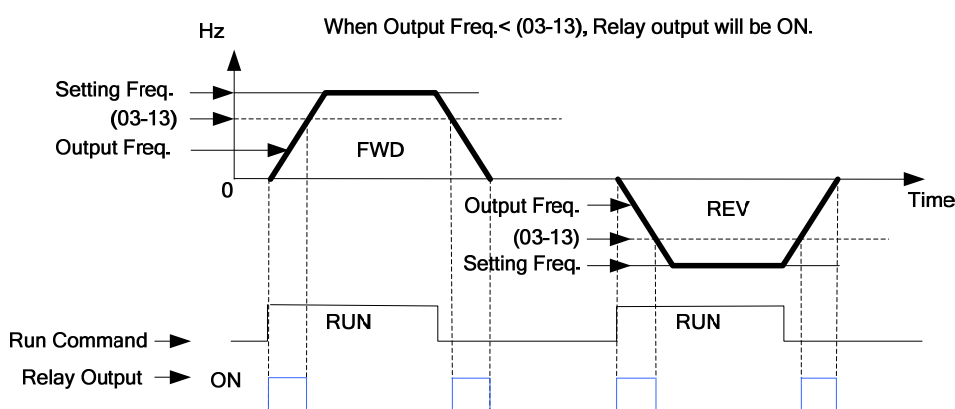 When Output Freq.< (03-13), Relay output will be ON.
Hz
Setting Freq.
(03-13)
Output Freq.
FWD
0
Time
Output Freq.
REV
(03-13)
Setting Freq.
RUN
RUN
Run Command
Relay Output
ON